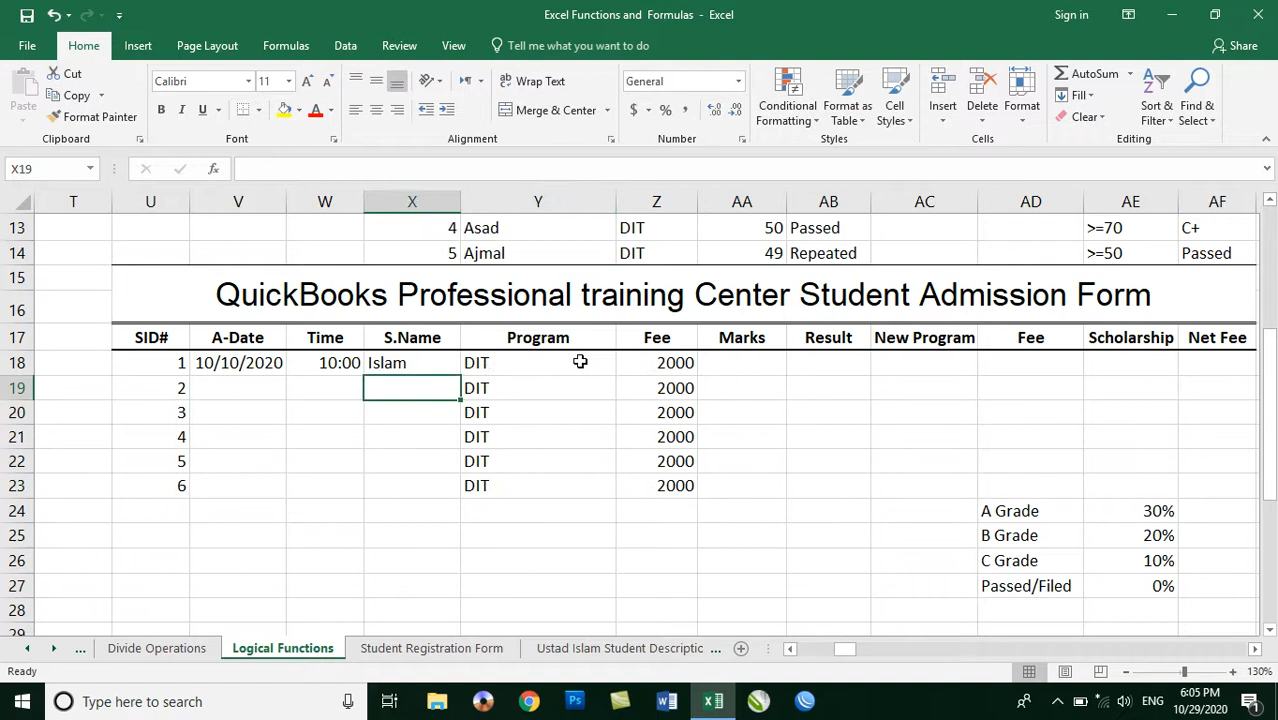 Excel Functions and Formulas - Excel
Sign in
File Home Insert Page Layout Formulas Data Review View Tell me what you want to do Share
Paste
Cut
Copy
Format Painter
Calibri 11
B I U
Wrap Text
Merge & Center
General
$ % ,
Conditional Formatting
Format as Table
Cell Styles
Insert Delete Format
AutoSum
Fill
Clear
Sort & Filter
Find & Select
Clipboard Font Alignment Number Styles Cells Editing
X19 fx
T U V W X Y Z AA AB AC AD AE AF
13 4 Asad DIT 50 Passed >=70 C+
14 5 Ajmal DIT 49 Repeated >=50 Passed
15
16 QuickBooks Professional training Center Student Admission Form
17 SID# A-Date Time S.Name Program Fee Marks Result New Program Fee Scholarship Net Fee
18 1 10/10/2020 10:00 Islam DIT 2000
19 2 DIT 2000
20 3 DIT 2000
21 4 DIT 2000
22 5 DIT 2000
23 6 DIT 2000
24 A Grade 30%
25 B Grade 20%
26 C Grade 10%
27 Passed/Filed 0%
28
29
... Divide Operations Logical Functions Student Registration Form Ustad Islam Student Descriptic ...
Ready 130%
Type here to search
ENG
6:05 PM
10/29/2020
1